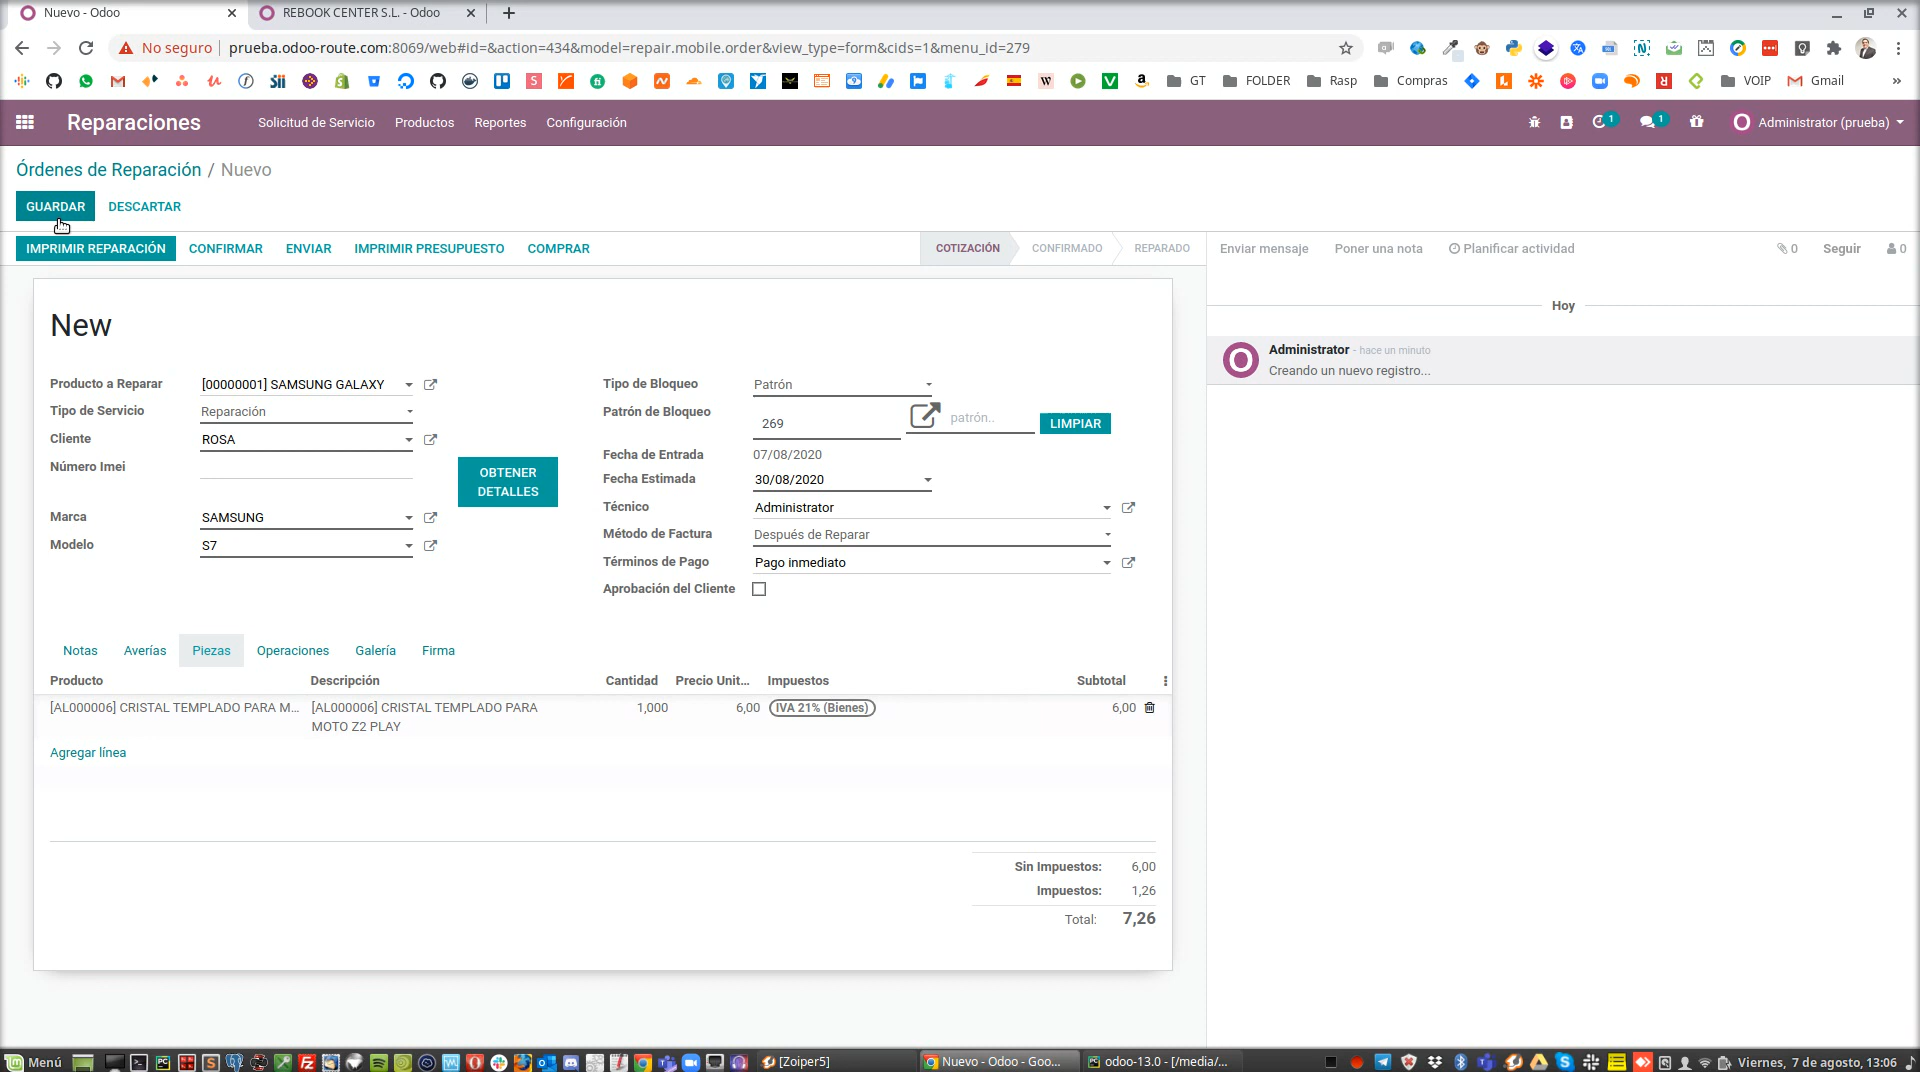 Nuevo - Odoo
REBOOK CENTER S.L. - Odoo
No seguro
prueba.odoo-route.com:8069/web#id=&action=434&model=repair.mobile.order&view_type=form&cids=1&menu_id=279
GT
FOLDER
Rasp
Compras
VOIP
Gmail
Reparaciones
Solicitud de Servicio
Productos
Reportes
Configuración
1
1
Administrator (prueba)
Órdenes de Reparación / Nuevo
GUARDAR
DESCARTAR
IMPRIMIR REPARACIÓN
CONFIRMAR
ENVIAR
IMPRIMIR PRESUPUESTO
COMPRAR
COTIZACIÓN
CONFIRMADO
REPARADO
Enviar mensaje
Poner una nota
Planificar actividad
0
Seguir
0
Hoy
Administrator - hace un minuto
Creando un nuevo registro...
New
Producto a Reparar
[00000001] SAMSUNG GALAXY
Tipo de Servicio
Reparación
Cliente
ROSA
Número Imei
OBTENER
DETALLES
Marca
SAMSUNG
Modelo
S7
Tipo de Bloqueo
Patrón
Patrón de Bloqueo
269
patrón..
LIMPIAR
Fecha de Entrada
07/08/2020
Fecha Estimada
30/08/2020
Técnico
Administrator
Método de Factura
Después de Reparar
Términos de Pago
Pago inmediato
Aprobación del Cliente
Notas
Averías
Piezas
Operaciones
Galería
Firma
Producto
Descripción
Cantidad
Precio Unit...
Impuestos
Subtotal
[AL000006] CRISTAL TEMPLADO PARA M...
[AL000006] CRISTAL TEMPLADO PARA
MOTO Z2 PLAY
1,000
6,00
IVA 21% (Bienes)
6,00
Agregar línea
Sin Impuestos: 6,00
Impuestos: 1,26
Total: 7,26
Menú
[Zoiper5]
Nuevo - Odoo - Goo...
odoo-13.0 - [/media/...
Viernes, 7 de agosto, 13:06